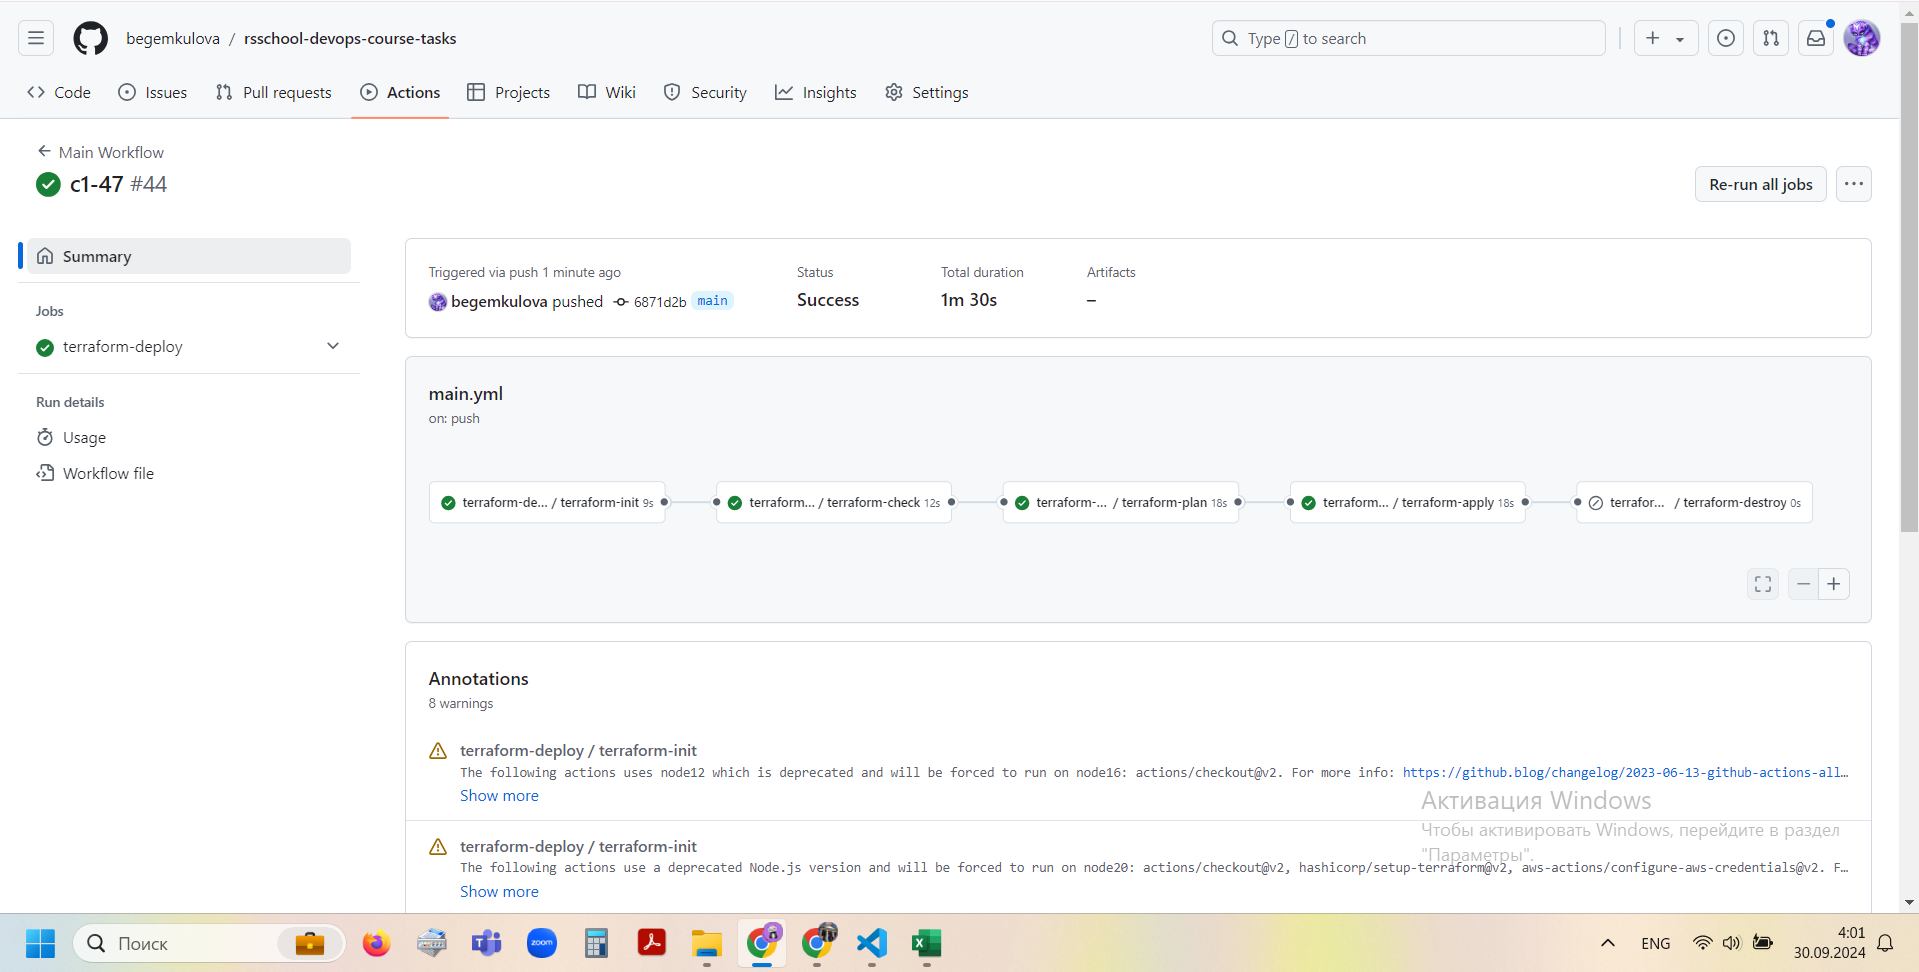 begemkulova / rsschool-devops-course-tasks
Type / to search
Code Issues Pull requests Actions Projects Wiki Security Insights Settings
Main Workflow
c1-47 #44
Re-run all jobs
Summary
Jobs
terraform-deploy
Run details
Usage
Workflow file
Triggered via push 1 minute ago
begemkulova pushed 6871d2b main
Status
Success
Total duration
1m 30s
Artifacts
–
main.yml
on: push
terraform-de... / terraform-init 9s
terraform... / terraform-check 12s
terraform-... / terraform-plan 18s
terraform... / terraform-apply 18s
terrafor... / terraform-destroy 0s
Annotations
8 warnings
terraform-deploy / terraform-init
The following actions uses node12 which is deprecated and will be forced to run on node16: actions/checkout@v2. For more info: https://github.blog/changelog/2023-06-13-github-actions-all…
Show more
terraform-deploy / terraform-init
The following actions use a deprecated Node.js version and will be forced to run on node20: actions/checkout@v2, hashicorp/setup-terraform@v2, aws-actions/configure-aws-credentials@v2. F…
Show more
Активация Windows
Чтобы активировать Windows, перейдите в раздел
"Параметры".
Поиск
zoom
ENG
4:01
30.09.2024